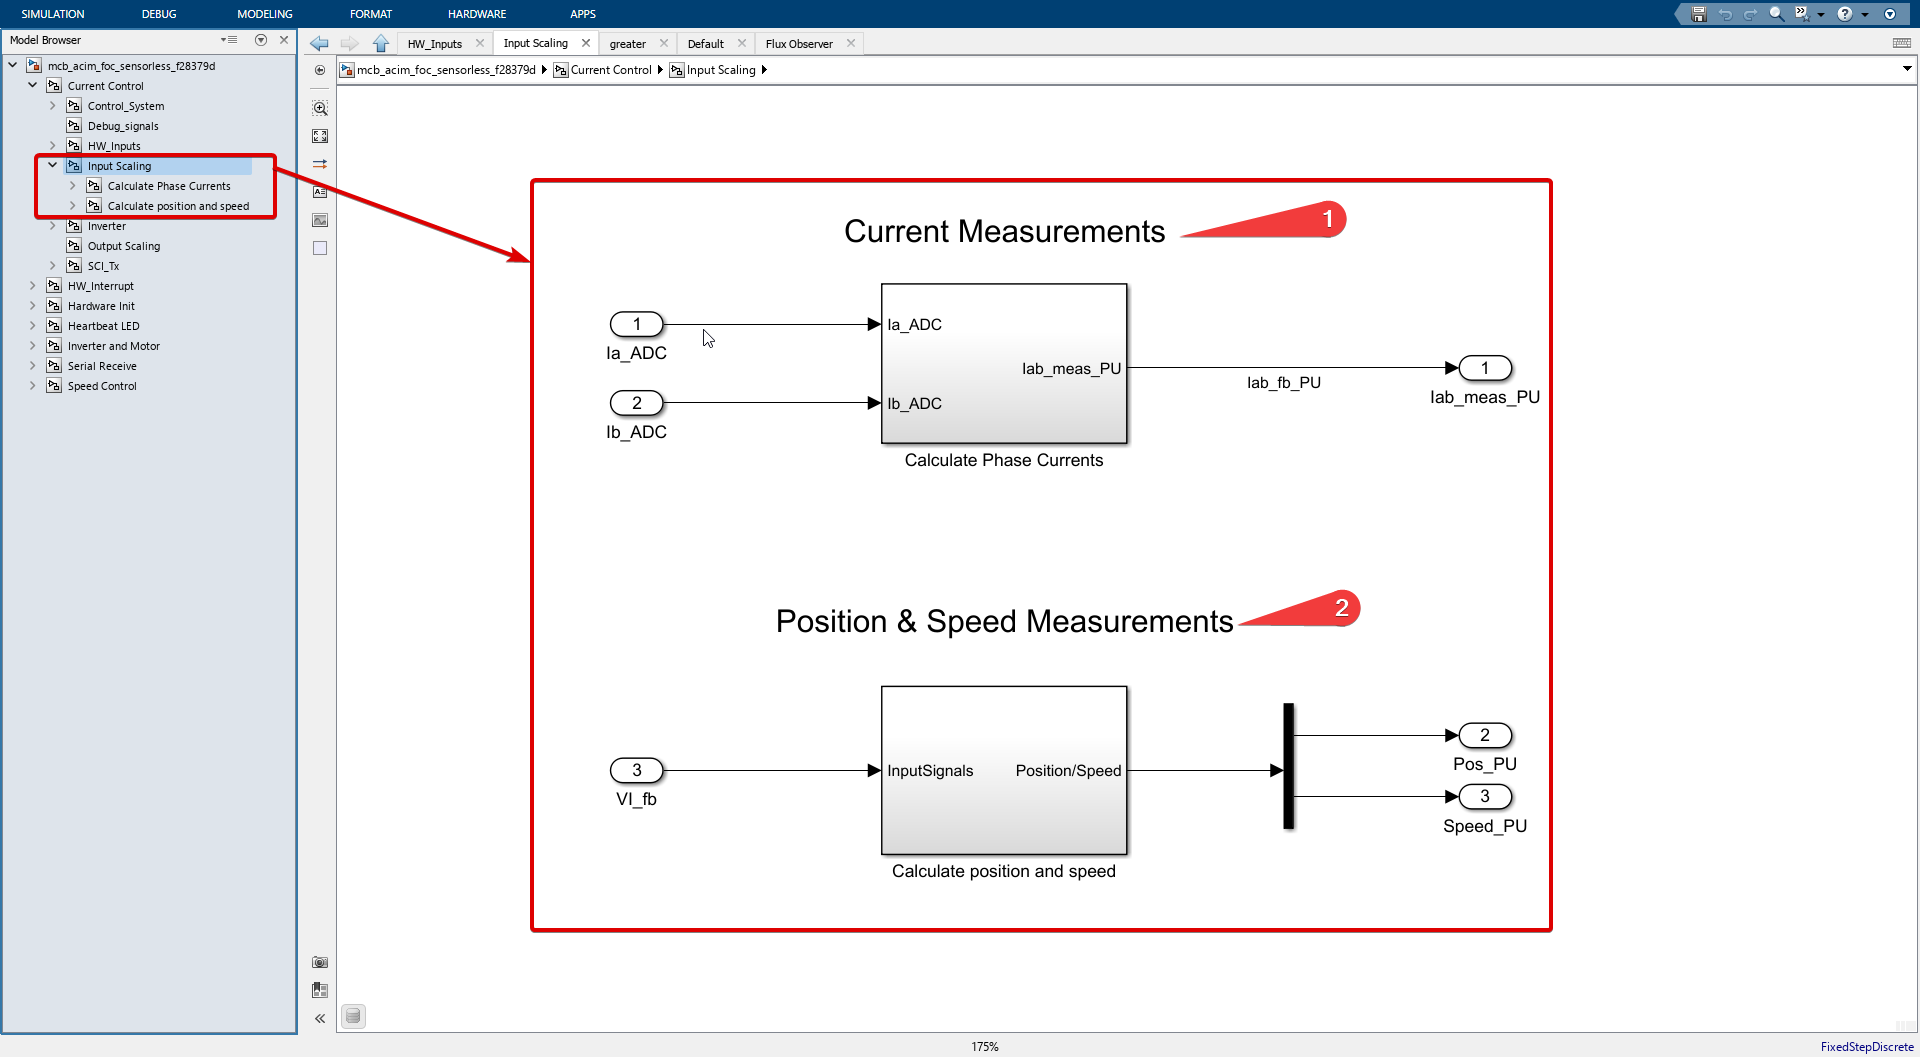 SIMULATION DEBUG MODELING FORMAT HARDWARE APPS
Model Browser
mcb_acim_foc_sensorless_f28379d
Current Control
Control_System
Debug_signals
HW_Inputs
Input Scaling
Calculate Phase Currents
Calculate position and speed
Inverter
Output Scaling
SCI_Tx
HW_Interrupt
Hardware Init
Heartbeat LED
Inverter and Motor
Serial Receive
Speed Control
HW_Inputs Input Scaling greater Default Flux Observer
mcb_acim_foc_sensorless_f28379d Current Control Input Scaling
Current Measurements
1
1
Ia_ADC
2
Ib_ADC
Ia_ADC
Iab_meas_PU
Ib_ADC
Calculate Phase Currents
Iab_fb_PU
1
Iab_meas_PU
Position & Speed Measurements
2
3
VI_fb
InputSignals Position/Speed
Calculate position and speed
2
Pos_PU
3
Speed_PU
175%
FixedStepDiscrete